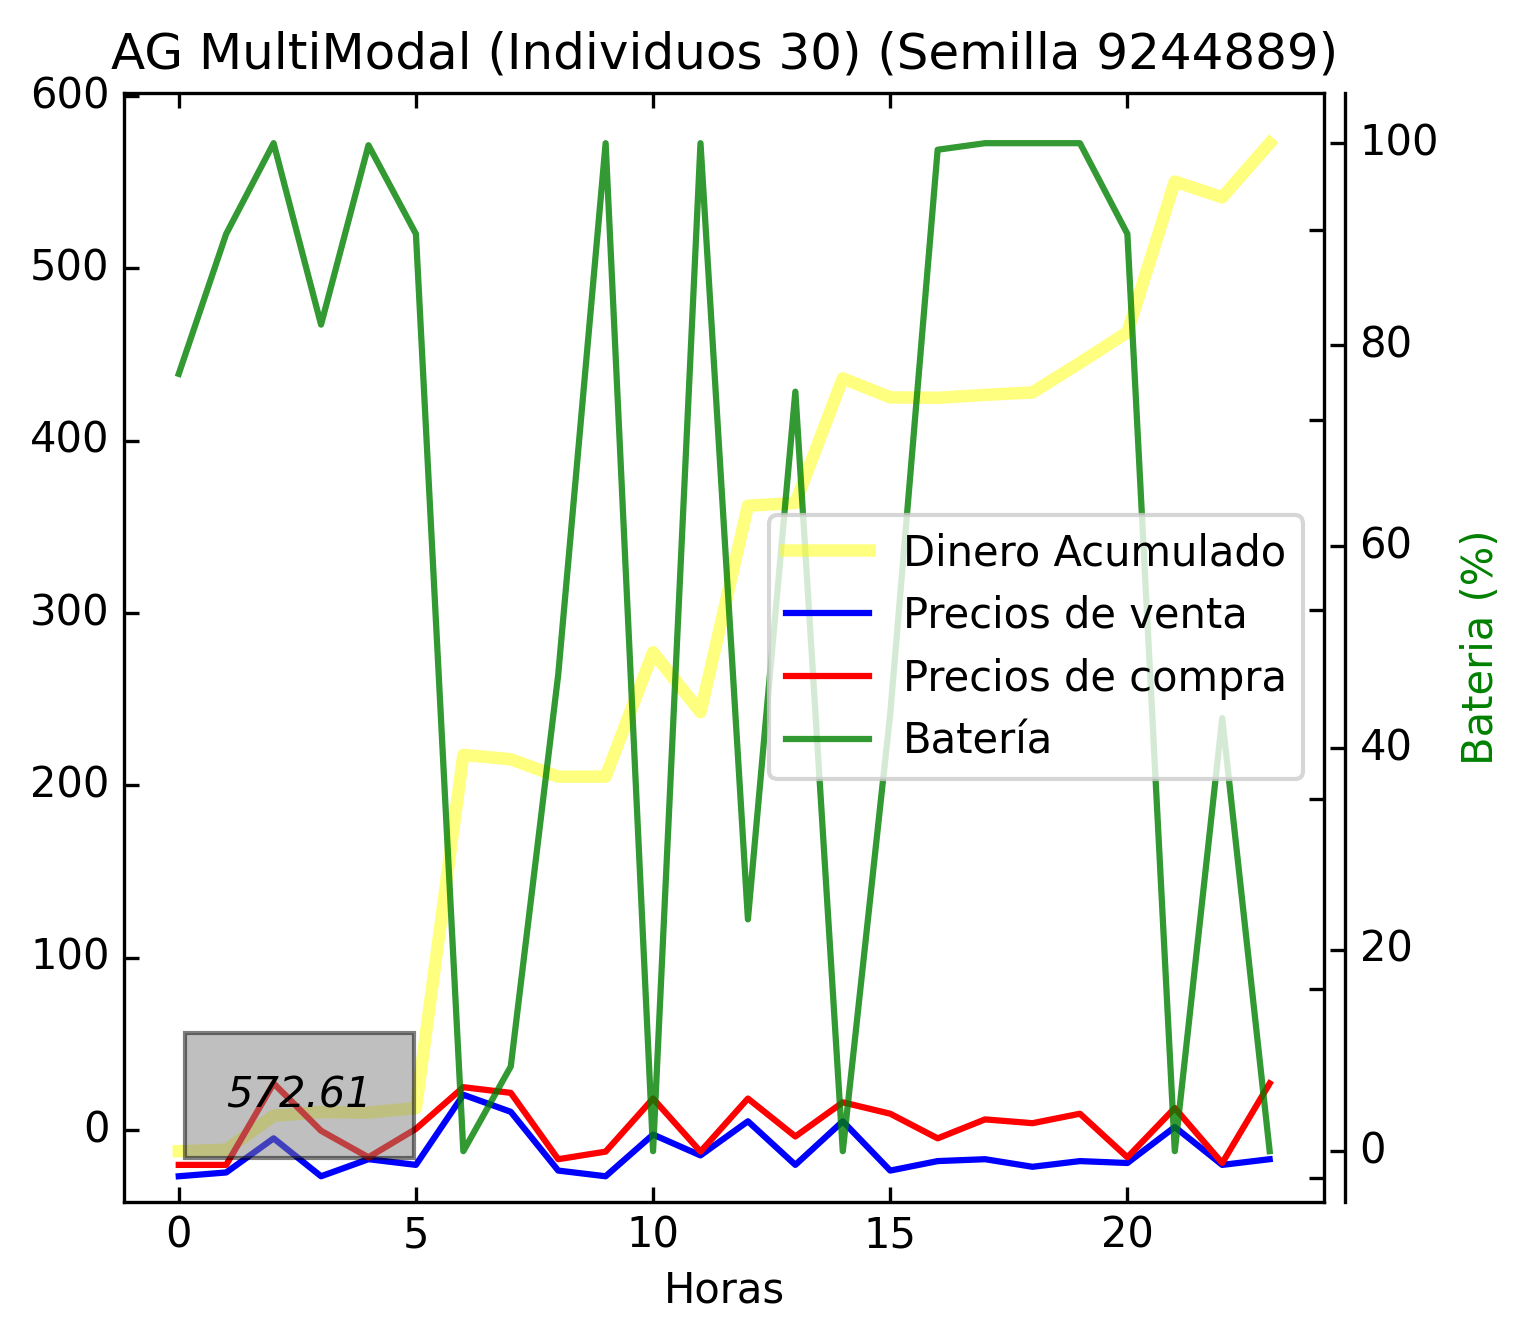 AG MultiModal (Individuos 30) (Semilla 9244889)
600
500
400
300
200
100
0
572.61
Dinero Acumulado
Precios de venta
Precios de compra
Batería
100
80
60
40
20
0
Bateria (%)
0 5 10 15 20
Horas